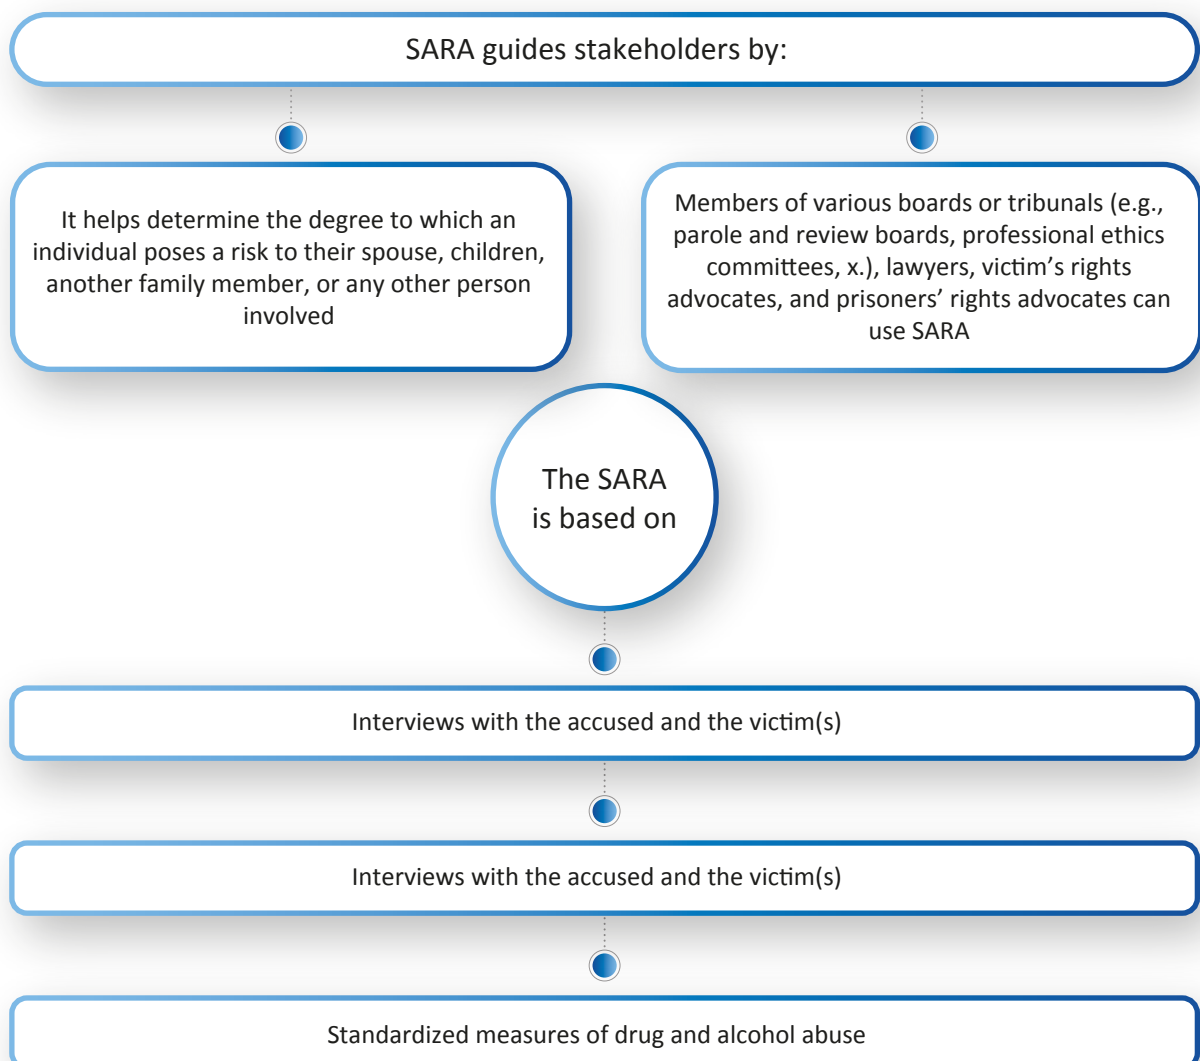 SARA guides stakeholders by:
It helps determine the degree to which an
individual poses a risk to their spouse, children,
another family member, or any other person
involved
Members of various boards or tribunals (e.g.,
parole and review boards, professional ethics
committees, x.), lawyers, victim’s rights
advocates, and prisoners’ rights advocates can
use SARA
The SARA
is based on
Interviews with the accused and the victim(s)
Interviews with the accused and the victim(s)
Standardized measures of drug and alcohol abuse